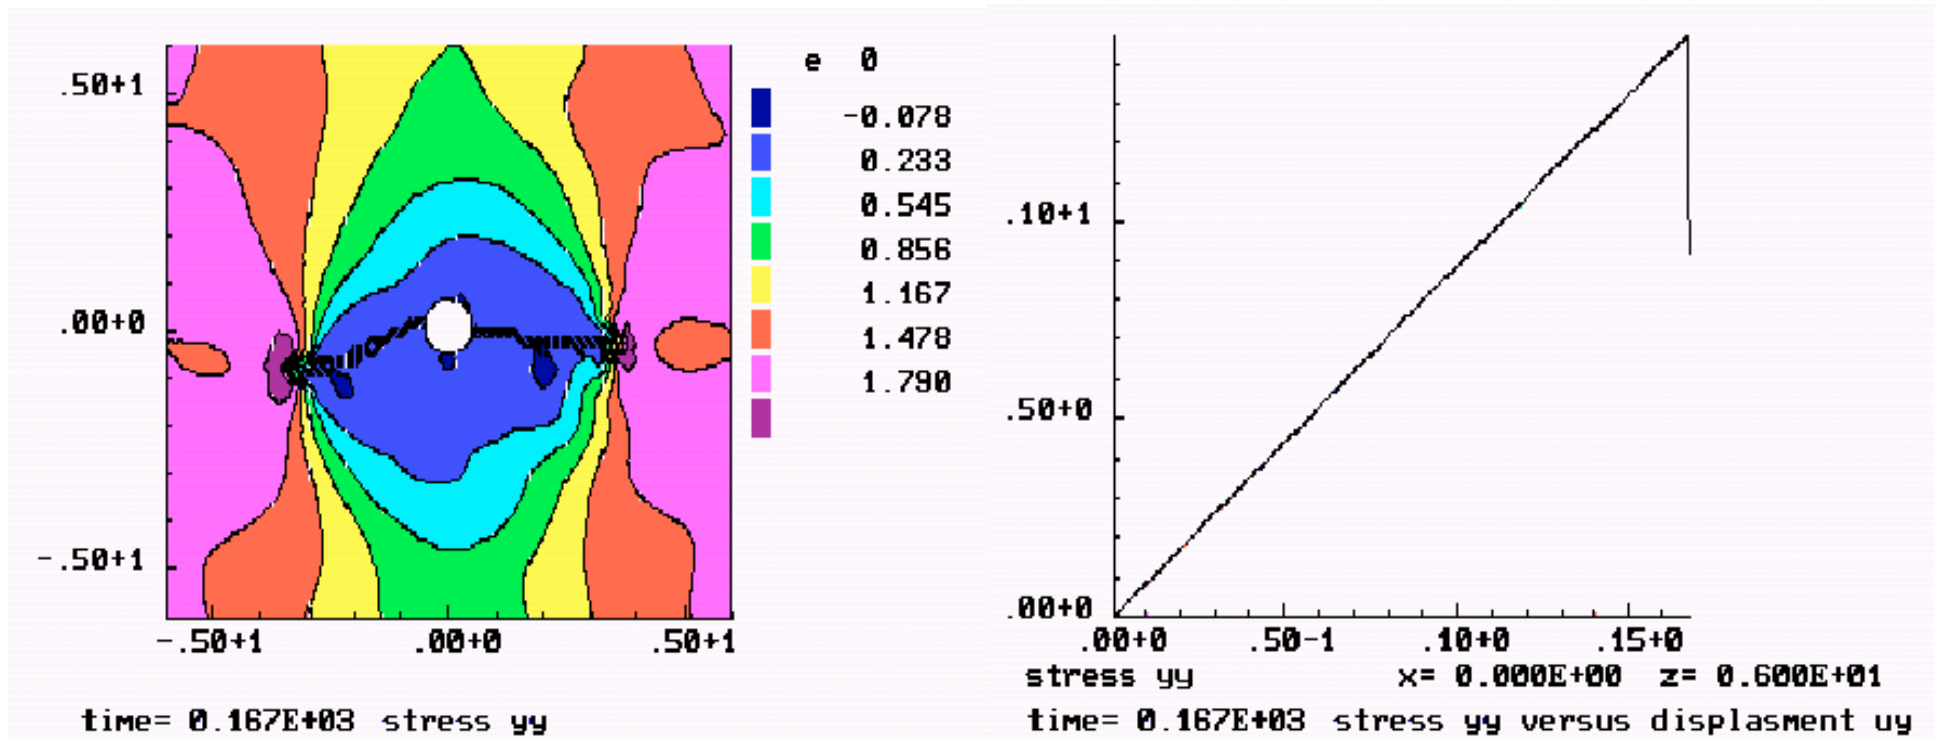 e 0
.50+1
-0.078
0.233
0.545
0.856
1.167
1.478
1.790
.00+0
-.50+1
-.50+1 .00+0 .50+1
time= 0.167E+03 stress yy
.10+1
.50+0
.00+0
.00+0 .50-1 .10+0 .15+0
stress yy x= 0.000E+00 z= 0.600E+01
time= 0.167E+03 stress yy versus displasment uy